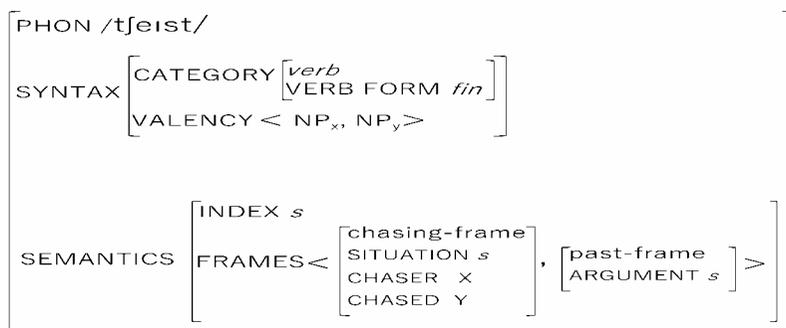 PHON /tʃeɪst/
CATEGORY verb
VERB FORM fin
SYNTAX
VALENCY < NPx, NPy>
INDEX s
chasing-frame
SITUATION s
past-frame
SEMANTICS FRAMES< , >
ARGUMENT s
CHASER X
CHASED Y